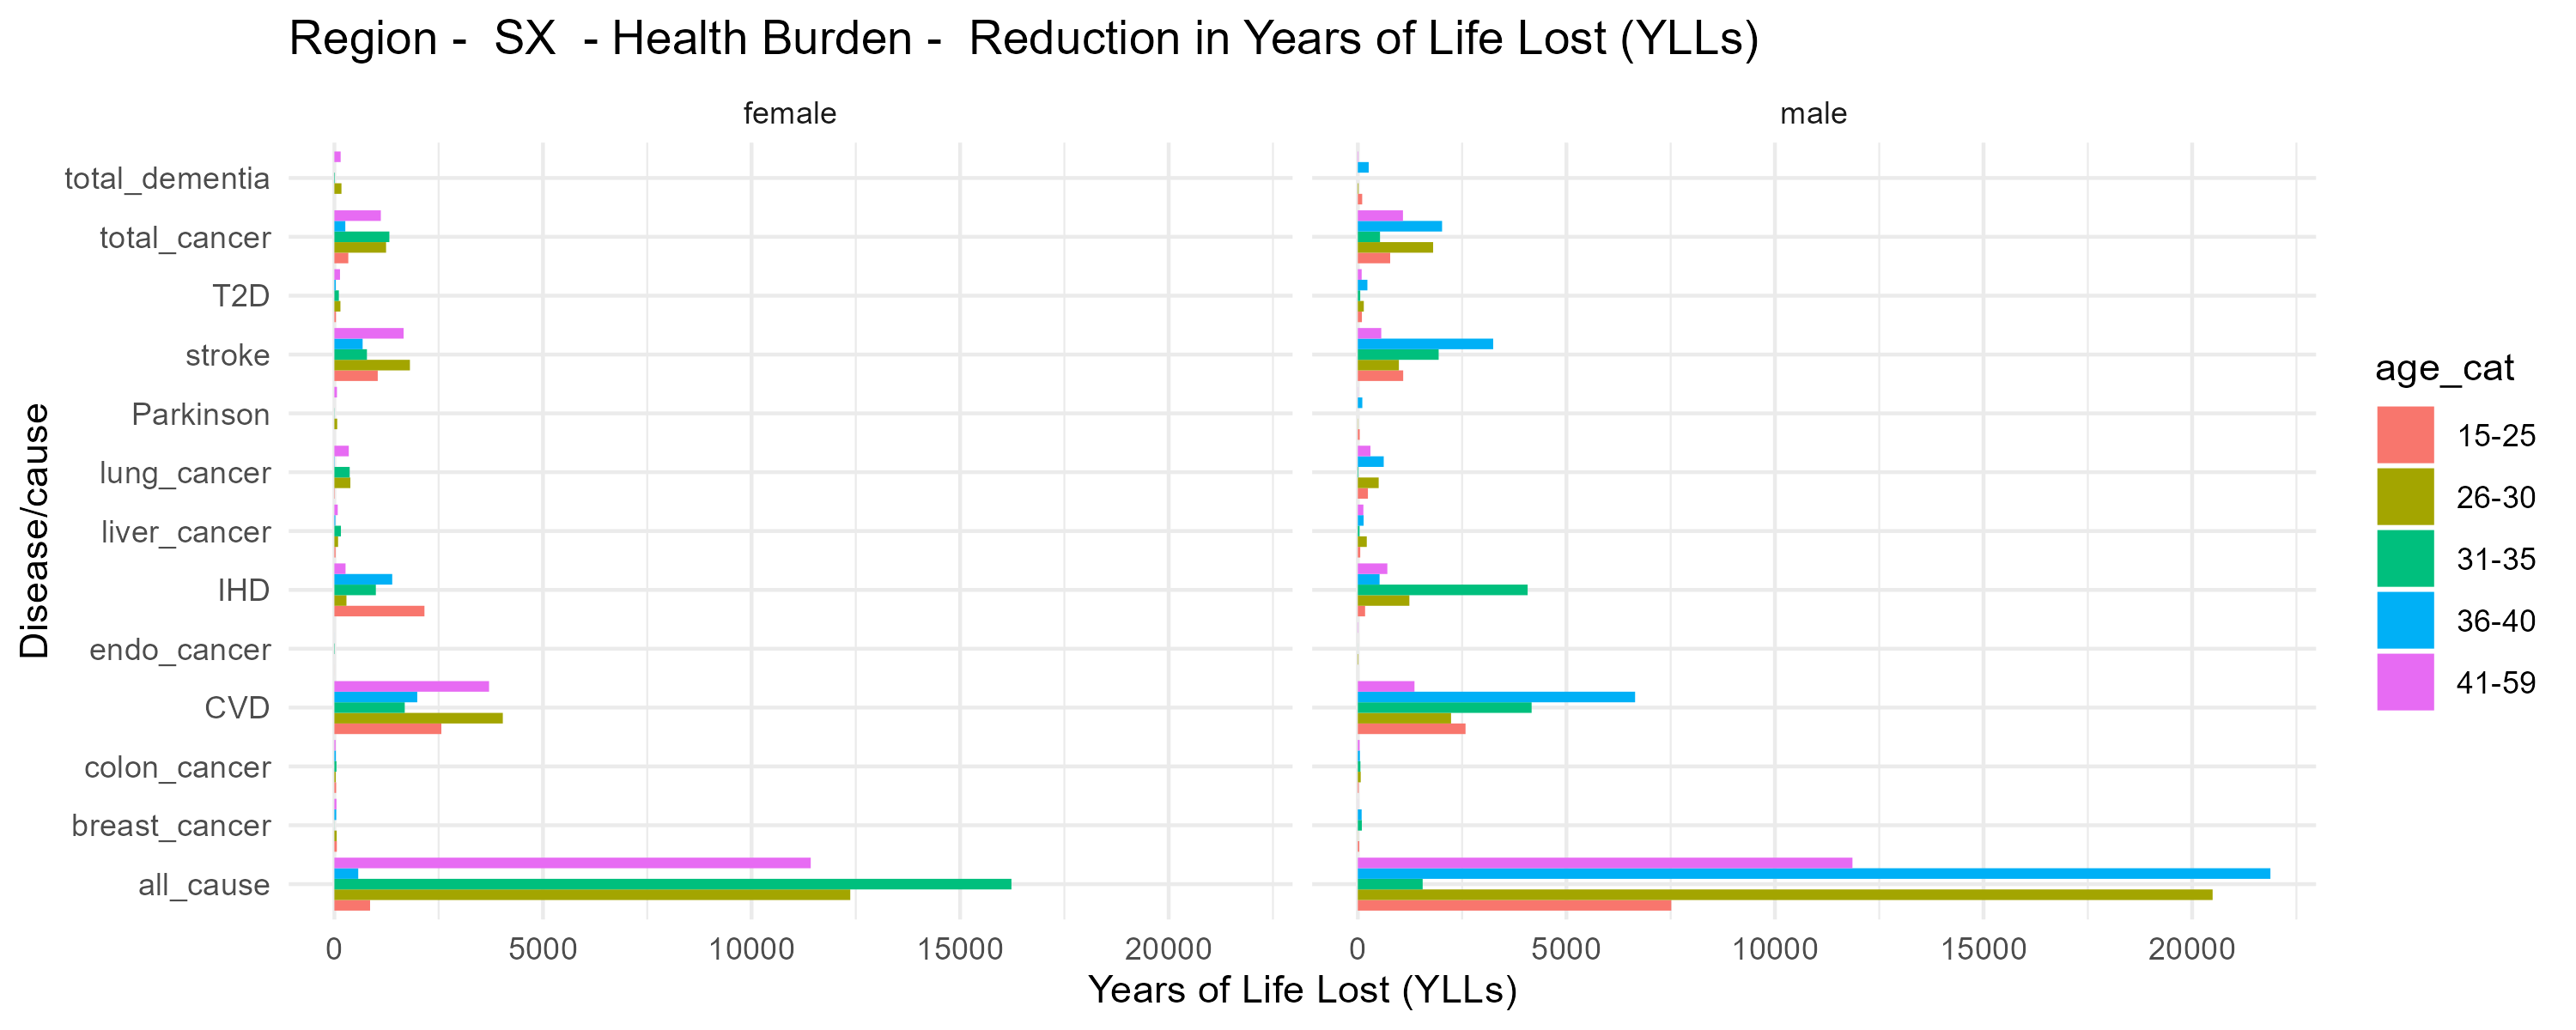 Region -  SX  - Health Burden -  Reduction in Years of Life Lost (YLLs)
female
male
Disease/cause
total_dementia
total_cancer
T2D
stroke
Parkinson
lung_cancer
liver_cancer
IHD
endo_cancer
CVD
colon_cancer
breast_cancer
all_cause
0 5000 10000 15000 20000
0 5000 10000 15000 20000
Years of Life Lost (YLLs)
age_cat
15-25
26-30
31-35
36-40
41-59